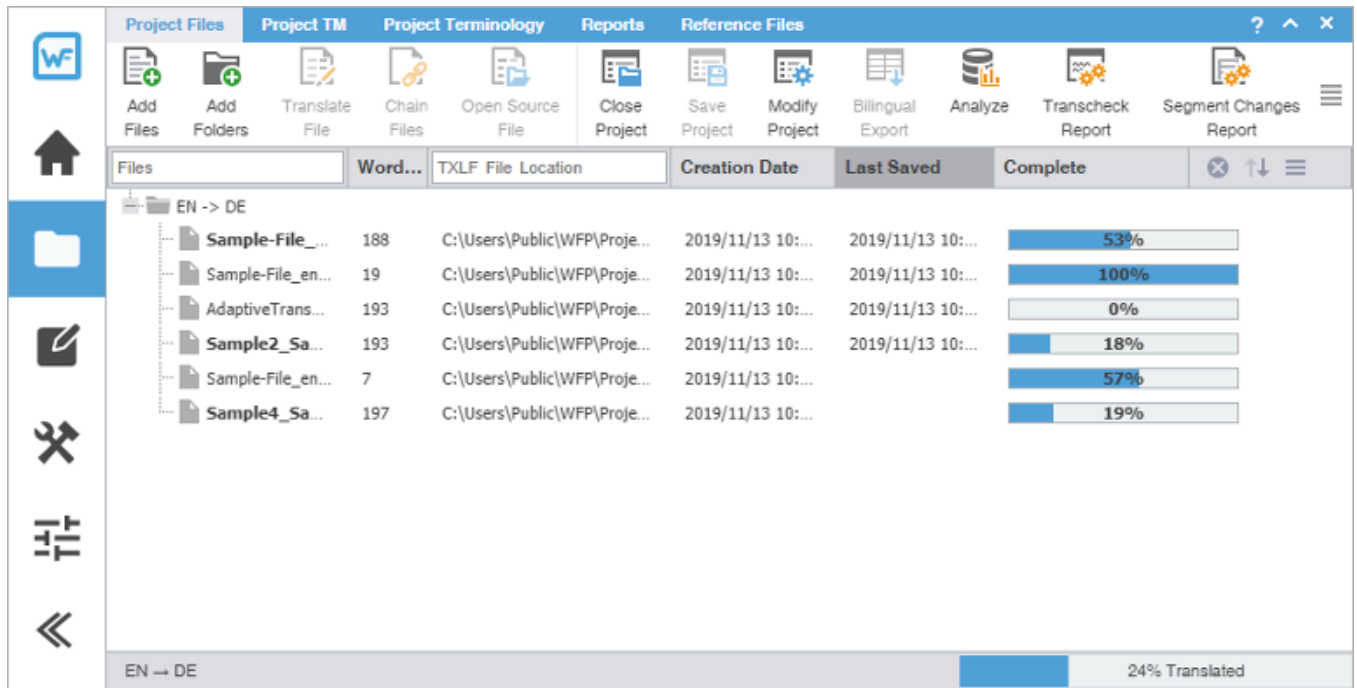 WF
Project Files Project TM Project Terminology Reports Reference Files ?
Add Files
Add Folders
Translate File
Chain Files
Open Source File
Close Project
Save Project
Modify Project
Bilingual Export
Analyze
Transcheck Report
Segment Changes Report
Files Word... TXLF File Location Creation Date Last Saved Complete
EN -> DE
Sample-File_... 188 C:\Users\Public\WFP\Proje... 2019/11/13 10:... 2019/11/13 10:... 53%
Sample-File_en... 19 C:\Users\Public\WFP\Proje... 2019/11/13 10:... 2019/11/13 10:... 100%
AdaptiveTrans... 193 C:\Users\Public\WFP\Proje... 2019/11/13 10:... 2019/11/13 10:... 0%
Sample2_Sa... 193 C:\Users\Public\WFP\Proje... 2019/11/13 10:... 2019/11/13 10:... 18%
Sample-File_en... 7 C:\Users\Public\WFP\Proje... 2019/11/13 10:... 57%
Sample4_Sa... 197 C:\Users\Public\WFP\Proje... 2019/11/13 10:... 19%
EN → DE 24% Translated